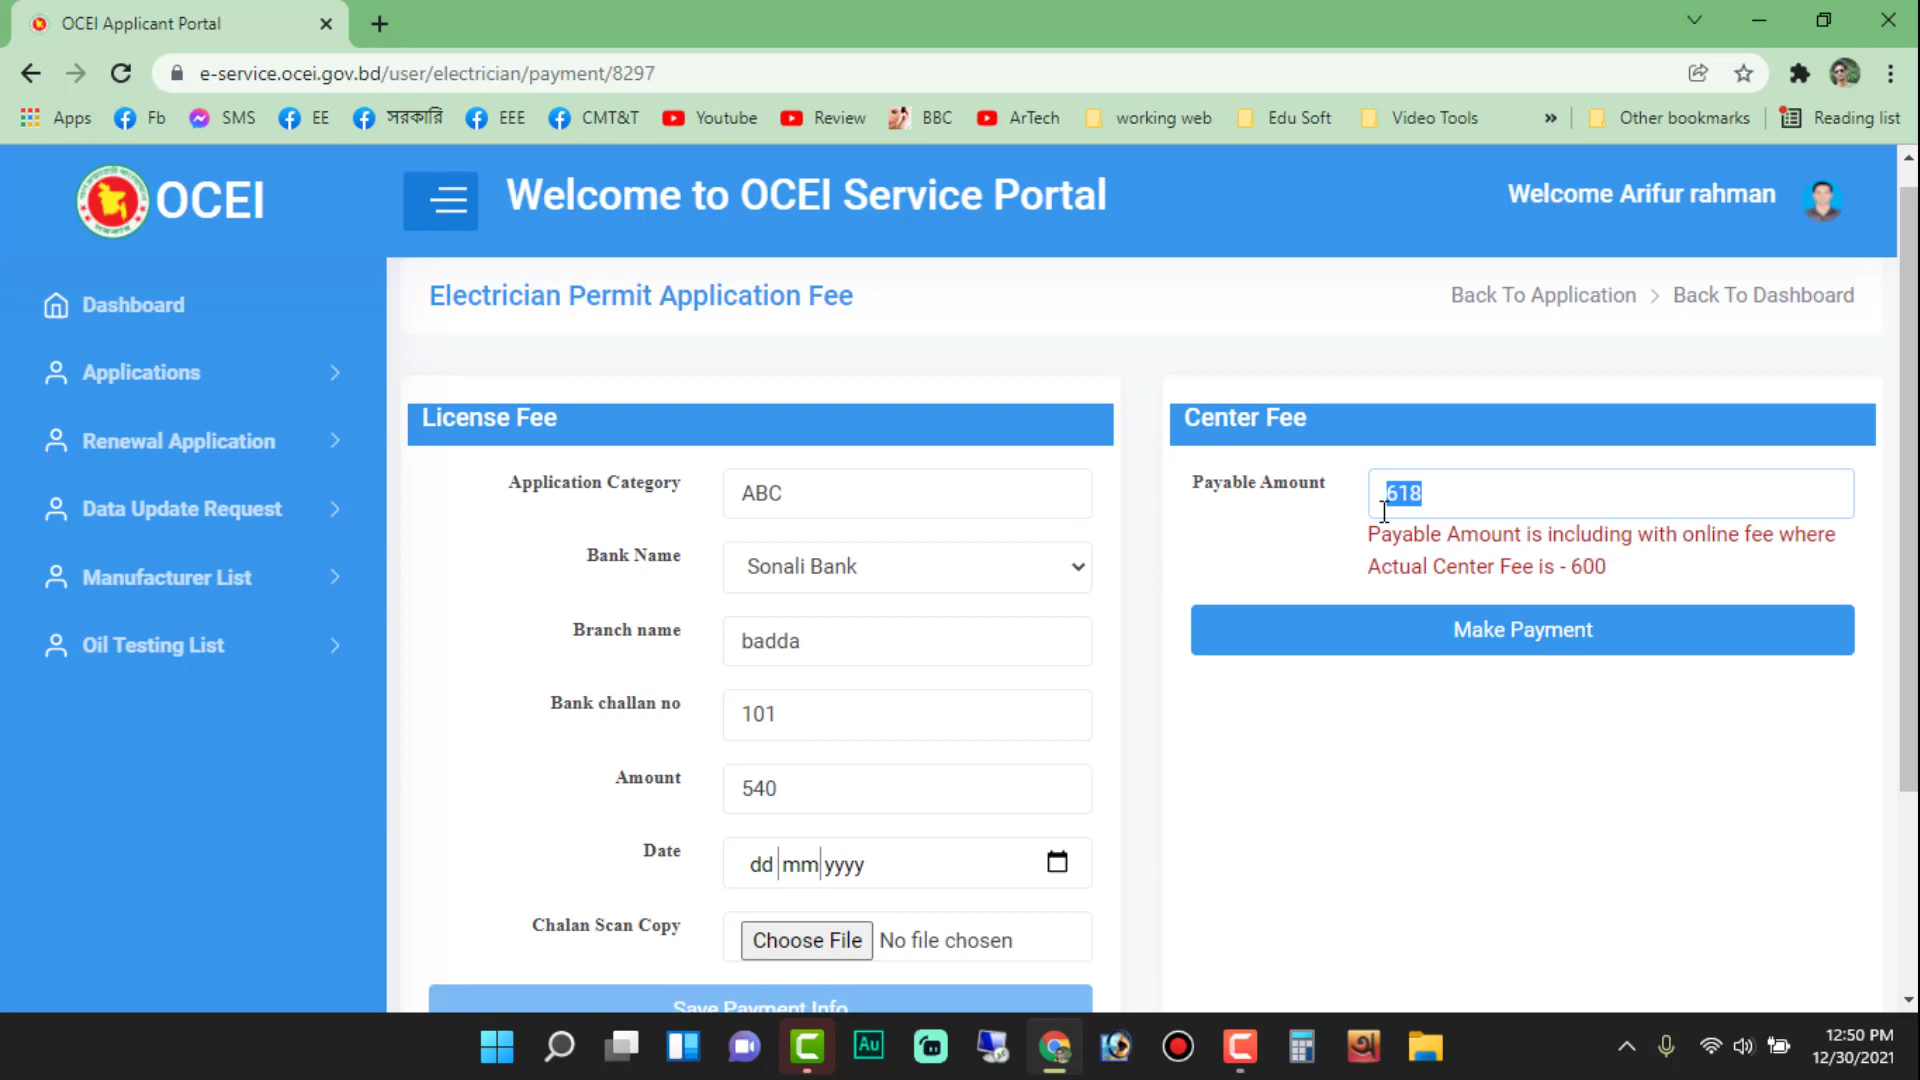 OCEI Applicant Portal
e-service.ocei.gov.bd/user/electrician/payment/8297
Apps Fb SMS EE সরকারি EEE CMT&T Youtube Review BBC ArTech working web Edu Soft Video Tools » Other bookmarks Reading list
OCEI
Welcome to OCEI Service Portal
Welcome Arifur rahman
Dashboard
Applications
Renewal Application
Data Update Request
Manufacturer List
Oil Testing List
Electrician Permit Application Fee
Back To Application > Back To Dashboard
License Fee
Application Category ABC
Bank Name Sonali Bank
Branch name badda
Bank challan no 101
Amount 540
Date dd mm yyyy
Chalan Scan Copy Choose File No file chosen
Save Payment Info
Center Fee
Payable Amount 618
Payable Amount is including with online fee where
Actual Center Fee is - 600
Make Payment
Au
12:50 PM
12/30/2021